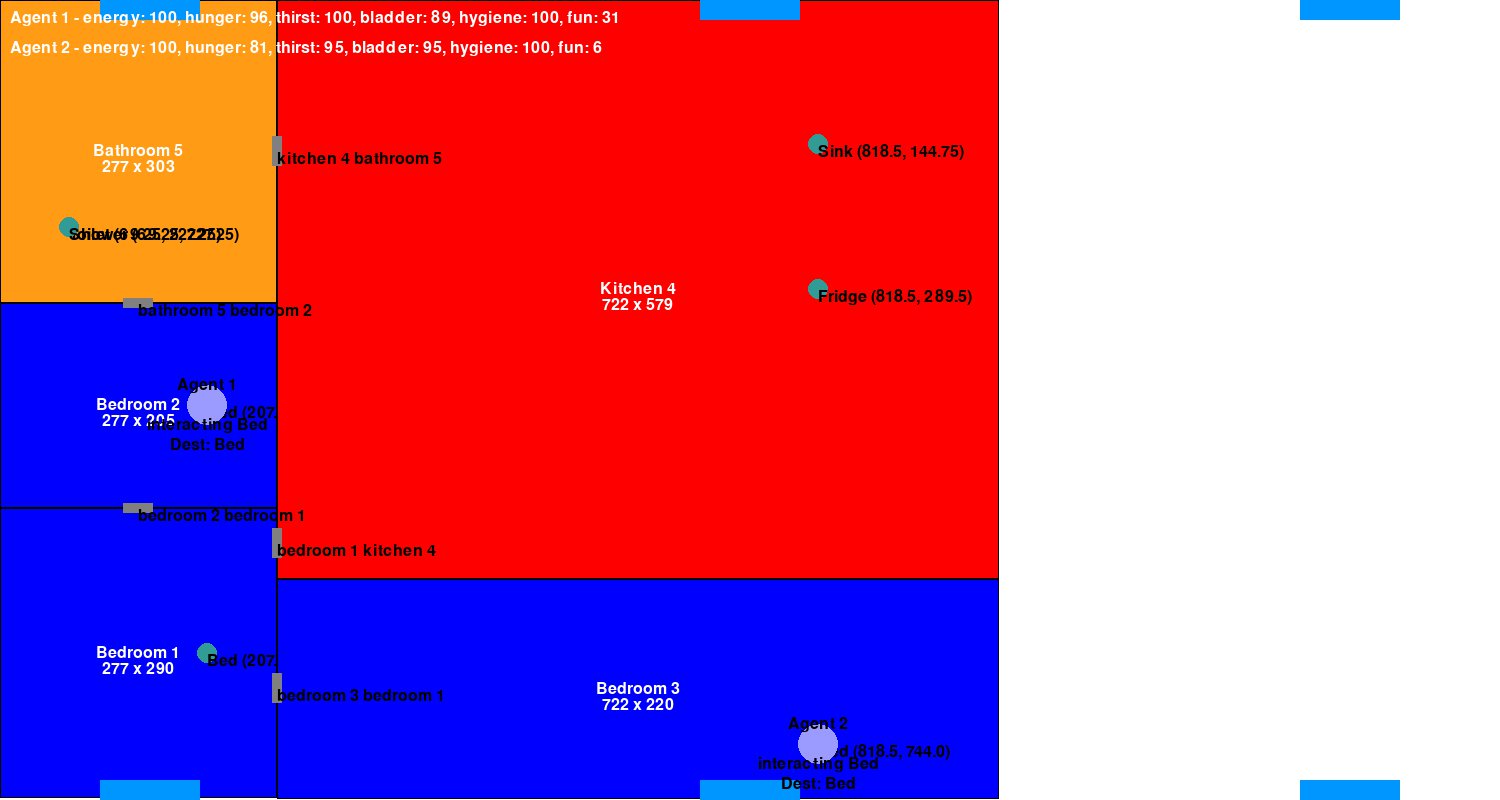 Agent 1 - energy: 100, hunger: 96, thirst: 100, bladder: 89, hygiene: 100, fun: 31
Agent 2 - energy: 100, hunger: 81, thirst: 95, bladder: 95, hygiene: 100, fun: 6
Bathroom 5
277 x 303
kitchen 4 bathroom 5
Sink (818.5, 144.75)
Kitchen 4
722 x 579
Fridge (818.5, 289.5)
bathroom 5 bedroom 2
Agent 1
Bedroom 2
277 x 205
(207.
interacting Bed
Dest: Bed
bedroom 2 bedroom 1
bedroom 1 kitchen 4
Bedroom 1
277 x 290
Bed (207.
bedroom 3 bedroom 1
Bedroom 3
722 x 220
Agent 2
(818.5, 744.0)
interacting Bed
Dest: Bed